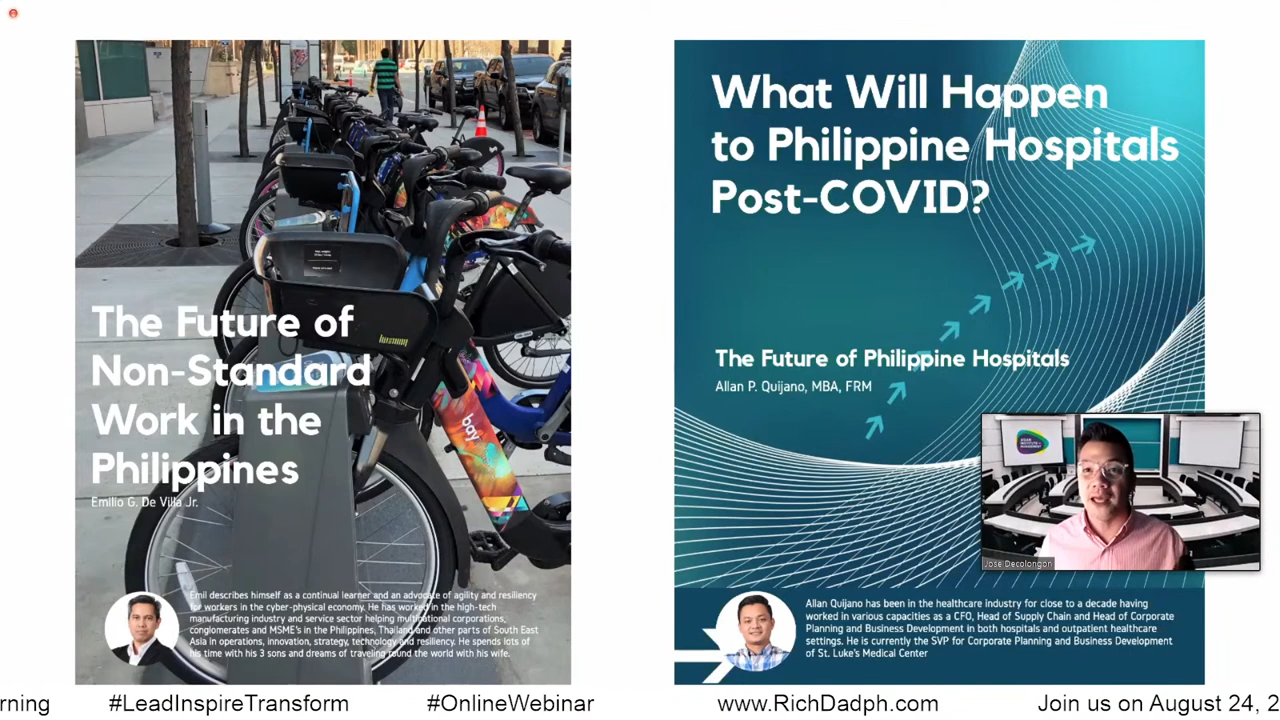 The Future of
Non-Standard
Work in the
Philippines
Emilio G. De Villa Jr.
Emil describes himself as a continual learner and an advocate of agility and resiliency
for workers in the cyber-physical economy. He has worked in the high-tech
manufacturing industry and service sector helping multinational corporations,
conglomerates and MSME's in the Philippines, Thailand and other parts of South East
Asia in operations, innovation, strategy, technology and resiliency. He spends lots of
his time with his 3 sons and dreams of traveling round the world with his wife.
bay
What Will Happen
to Philippine Hospitals
Post-COVID?
The Future of Philippine Hospitals
Allan P. Quijano, MBA, FRM
ASIAN
INSTITUTE OF
MANAGEMENT
Jose Decolongon
Allan Quijano has been in the healthcare industry for close to a decade having
worked in various capacities as a CFO, Head of Supply Chain and Head of Corporate
Planning and Business Development in both hospitals and outpatient healthcare
settings. He is currently the SVP for Corporate Planning and Business Development
of St. Luke's Medical Center
rning #LeadInspireTransform #OnlineWebinar www.RichDadph.com Join us on August 24, 2